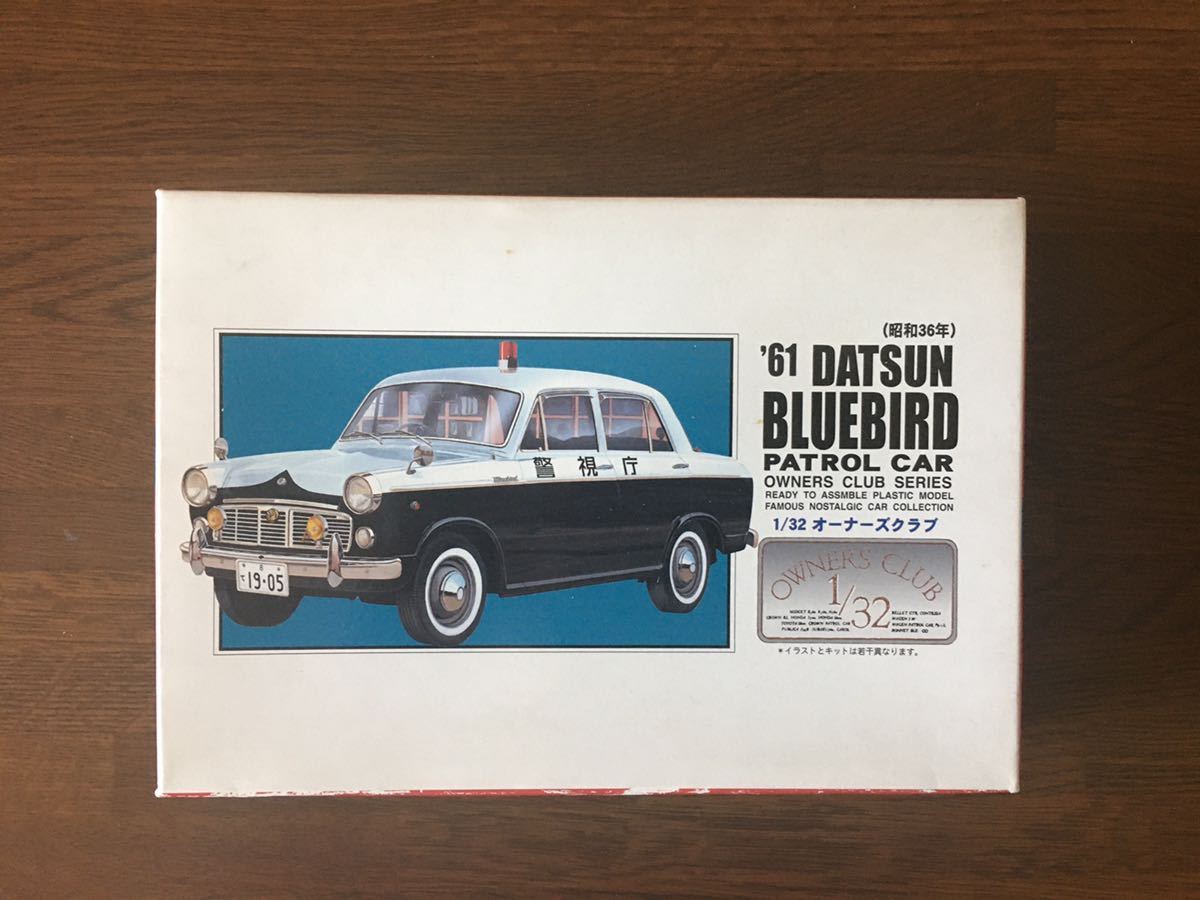 (昭和36年)
'61 DATSUN
BLUEBIRD
PATROL CAR
OWNERS CLUB SERIES
READY TO ASSMBLE PLASTIC MODEL
FAMOUS NOSTALGIC CAR COLLECTION
1/32 オーナーズクラブ
OWNERS CLUB
1/32
*イラストとキットは若干異なります。
警視庁
Bluebird
て 19-05